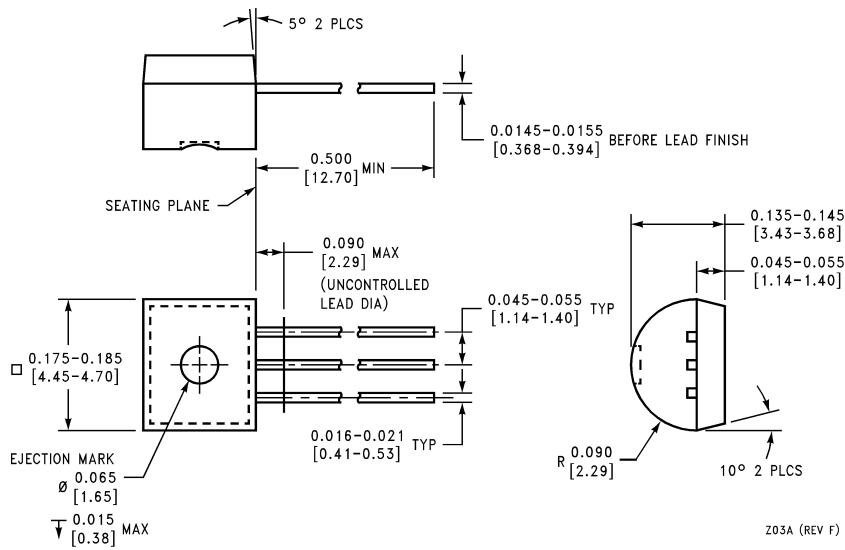 5° 2 PLCS
0.0145-0.0155
[0.368-0.394] BEFORE LEAD FINISH
0.500
[12.70] MIN
SEATING PLANE
0.090
[2.29] MAX
(UNCONTROLLED
LEAD DIA)
0.135-0.145
[3.43-3.68]
0.045-0.055
[1.14-1.40]
0.045-0.055
[1.14-1.40] TYP
0.175-0.185
[4.45-4.70]
0.016-0.021
[0.41-0.53] TYP
EJECTION MARK
Ø 0.065
[1.65]
0.015
[0.38] MAX
R 0.090
[2.29]
10° 2 PLCS
Z03A (REV F)